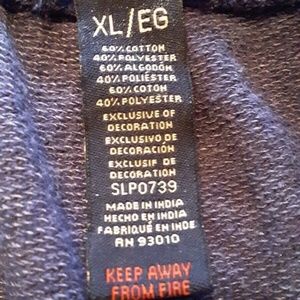 XL/EG
60% COTTON
40% POLYESTER
60% ALGODÓN
40% POLIÉSTER
60% COTON
40% POLYESTER
EXCLUSIVE OF
DECORATION
EXCLUSIVO DE
DECORACIÓN
EXCLUSIF DE
DECORATION
SLP0739
MADE IN INDIA
HECHO EN INDIA
FABRIQUÉ EN INDE
RN 93010
KEEP AWAY
FROM FIRE